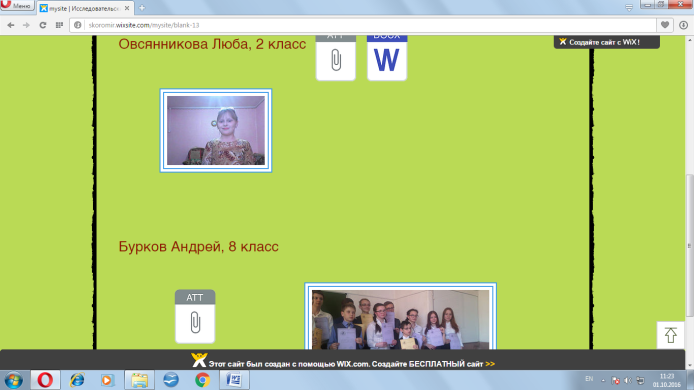 Меню
mysite | Исследовательск
skoromir.wixsite.com/mysite/blank-13
Создайте сайт с WiX!
Овсянникова Люба, 2 класс
ATT
DOCX
W
Бурков Андрей, 8 класс
ATT
Этот сайт был создан с помощью WIX.com. Создайте БЕСПЛАТНЫЙ сайт >>
EN
11:23
01.10.2016